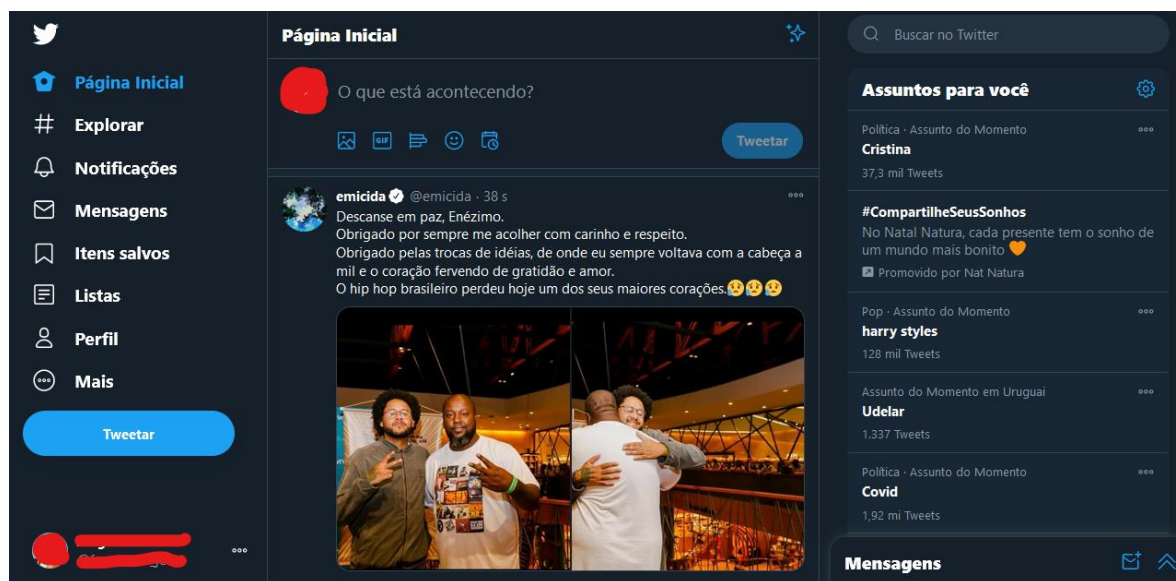 Página Inicial
Explorar
Notificações
Mensagens
Itens salvos
Listas
Perfil
Mais
Tweetar
Página Inicial
O que está acontecendo?
GIF
Tweetar
emicida @emicida · 38 s
Descanse em paz, Enézimo.
Obrigado por sempre me acolher com carinho e respeito.
Obrigado pelas trocas de idéias, de onde eu sempre voltava com a cabeça a
mil e o coração fervendo de gratidão e amor.
O hip hop brasileiro perdeu hoje um dos seus maiores corações.😢😢😢
Buscar no Twitter
Assuntos para você
Política · Assunto do Momento
Cristina
37,3 mil Tweets
#CompartilheSeusSonhos
No Natal Natura, cada presente tem o sonho de
um mundo mais bonito 🧡
Promovido por Nat Natura
Pop · Assunto do Momento
harry styles
128 mil Tweets
Assunto do Momento em Uruguai
Udelar
1.337 Tweets
Política · Assunto do Momento
Covid
1,92 mi Tweets
Mensagens